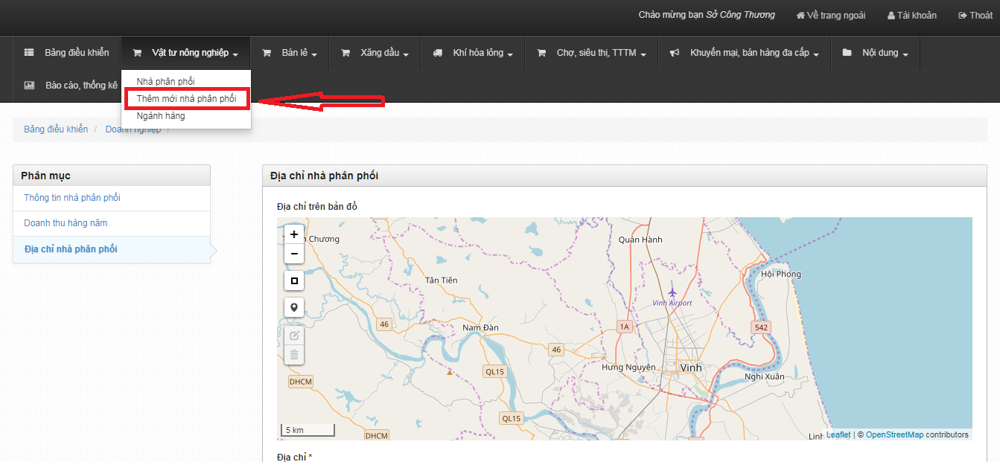 Chào mừng bạn Sở Công Thương Về trang ngoài Tài khoản Thoát
Bảng điều khiển Vật tư nông nghiệp Bán lẻ Xăng dầu Khí hóa lỏng Chợ, siêu thị, TTTM Khuyến mại, bán hàng đa cấp Nội dung
Báo cáo, thống kê
Nhà phân phối
Thêm mới nhà phân phối
Ngành hàng
Bảng điều khiển / Doanh nghiệp /
Phân mục
Thông tin nhà phân phối
Doanh thu hàng năm
Địa chỉ nhà phân phối
Địa chỉ nhà phân phối
Địa chỉ trên bản đồ
+
−
Chương
Quán Hành
Hội Phong
Tân Tiến
Vinh Airport
46
Nam Đàn
1A
542
46
Hưng Nguyên
Vinh
QL15
Nghi Xuân
DHCM
QL15
5 km
DHCM
Leaflet | © OpenStreetMap contributors
Địa chỉ *